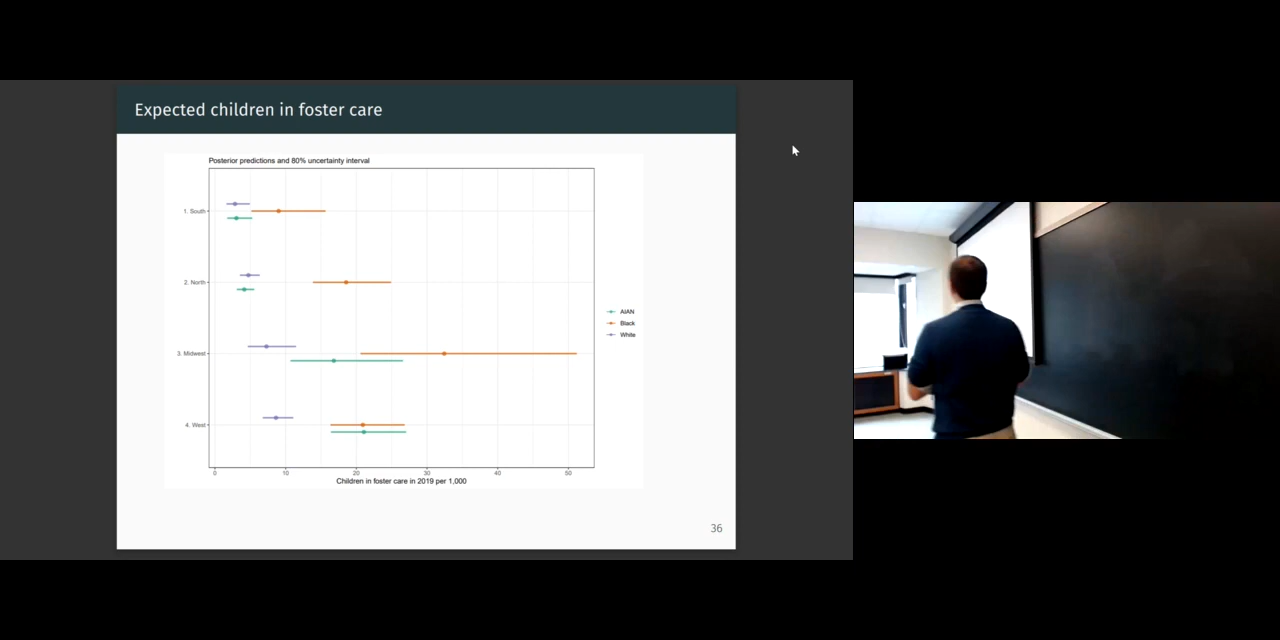 Expected children in foster care
Posterior predictions and 80% uncertainty interval
1. South
2. North
3. Midwest
4. West
0 10 20 30 40 50
Children in foster care in 2019 per 1,000
AIAN
Black
White
36